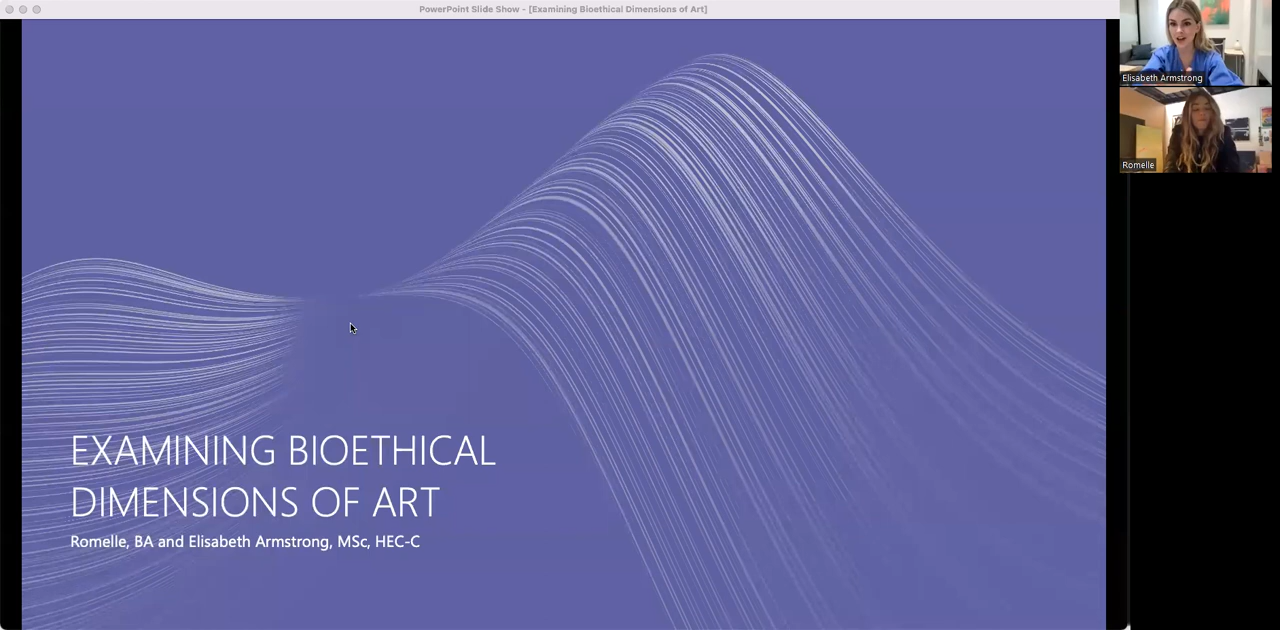 PowerPoint Slide Show - [Examining Bioethical Dimensions of Art]
Elisabeth Armstrong
Romelle
EXAMINING BIOETHICAL
DIMENSIONS OF ART
Romelle, BA and Elisabeth Armstrong, MSc, HEC-C